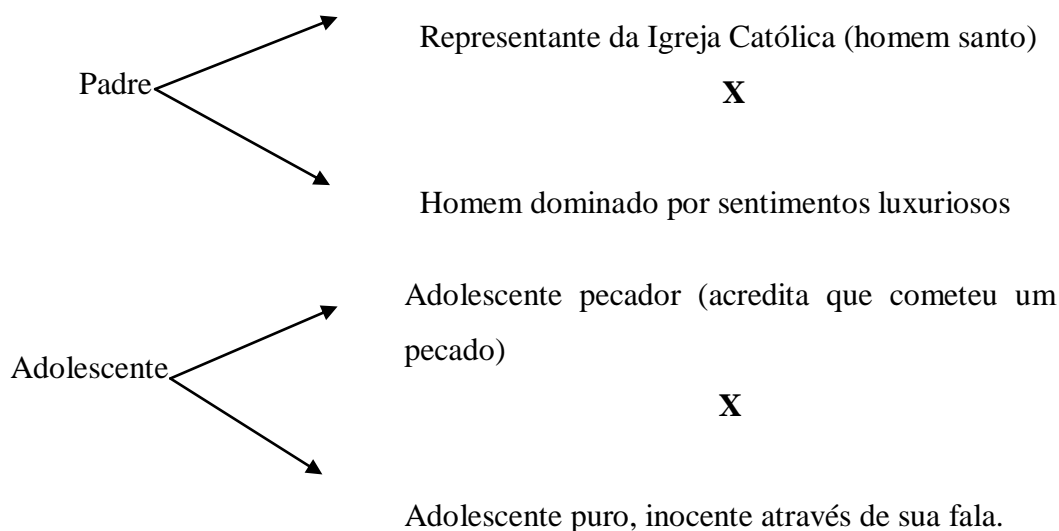 Representante da Igreja Católica (homem santo)
Padre
X
Homem dominado por sentimentos luxuriosos
Adolescente pecador (acredita que cometeu um
pecado)
Adolescente
X
Adolescente puro, inocente através de sua fala.